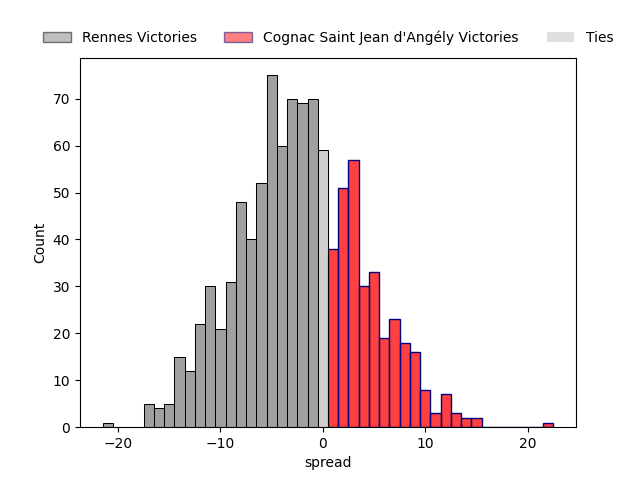 Rennes Victories Cognac Saint Jean d'Angély Victories Ties
70
60
50
40
30
20
10
0
Count
−20 −10 0 10 20
spread